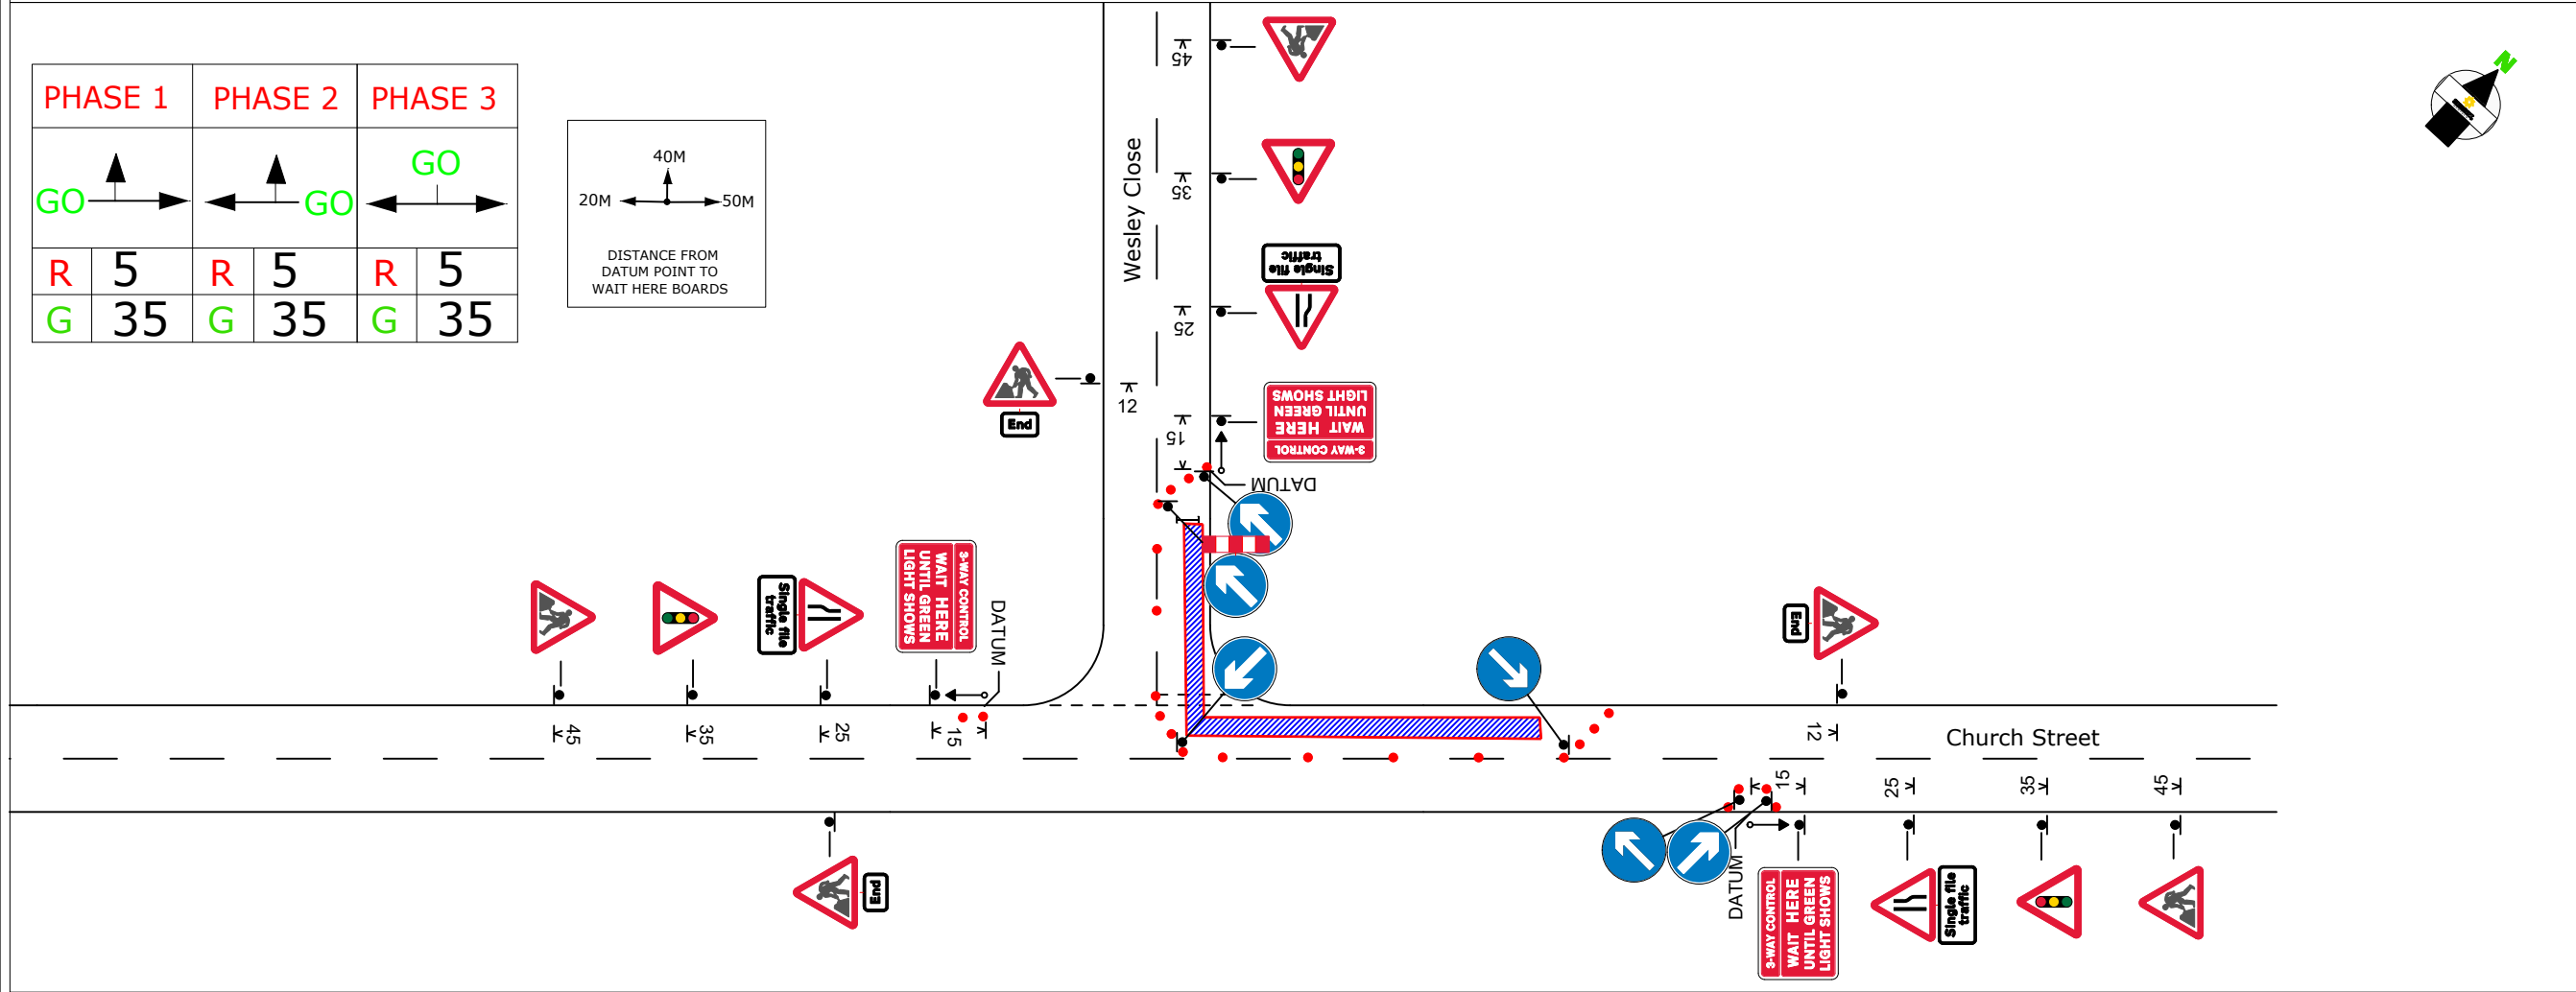 PHASE 1
PHASE 2
PHASE 3
GO
GO
GO
R 5
R 5
R 5
G 35
G 35
G 35
40M
20M
50M
DISTANCE FROM
DATUM POINT TO
WAIT HERE BOARDS
N
Wesley Close
45
35
Single file
traffic
25
12
End
3-WAY CONTROL
WAIT HERE
UNTIL GREEN
LIGHT SHOWS
15
DATUM
Single file
traffic
3-WAY CONTROL
WAIT HERE
UNTIL GREEN
LIGHT SHOWS
DATUM
45
35
25
15
End
12
Church Street
15
25
35
45
End
DATUM
3-WAY CONTROL
WAIT HERE
UNTIL GREEN
LIGHT SHOWS
Single file
traffic